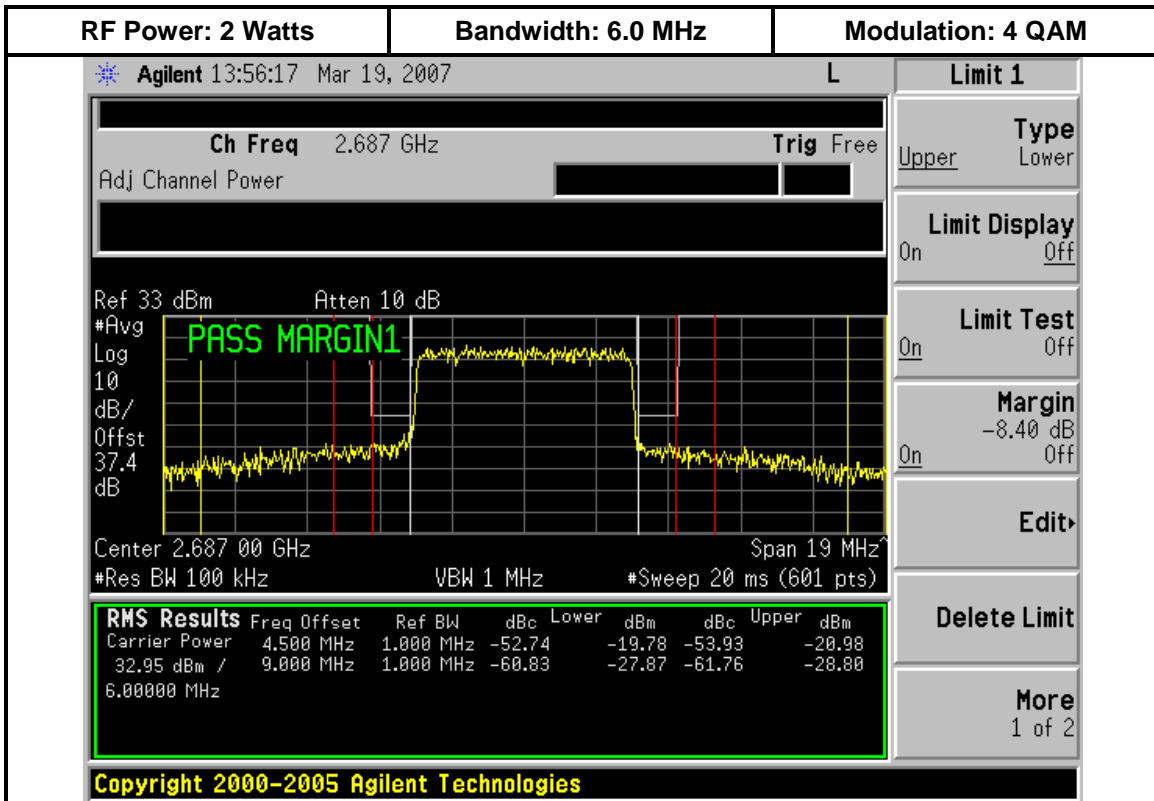 RF Power: 2 Watts Bandwidth: 6.0 MHz Modulation: 4 QAM
Agilent 13:56:17 Mar 19, 2007 L
Ch Freq 2.687 GHz Trig Free
Adj Channel Power
Ref 33 dBm Atten 10 dB
#Avg
Log
10
dB/
Offst
37.4
dB
PASS MARGIN1
Center 2.687 00 GHz Span 19 MHz^
#Res BW 100 kHz VBW 1 MHz #Sweep 20 ms (601 pts)
RMS Results Freq Offset Ref BW dBc Lower dBm dBc Upper dBm
Carrier Power 4.500 MHz 1.000 MHz -52.74 -19.78 -53.93 -20.98
32.95 dBm / 9.000 MHz 1.000 MHz -60.83 -27.87 -61.76 -28.80
6.00000 MHz
Copyright 2000-2005 Agilent Technologies
Limit 1
Type
Upper Lower
Limit Display
On Off
Limit Test
On Off
Margin
-8.40 dB
On Off
Edit
Delete Limit
More
1 of 2